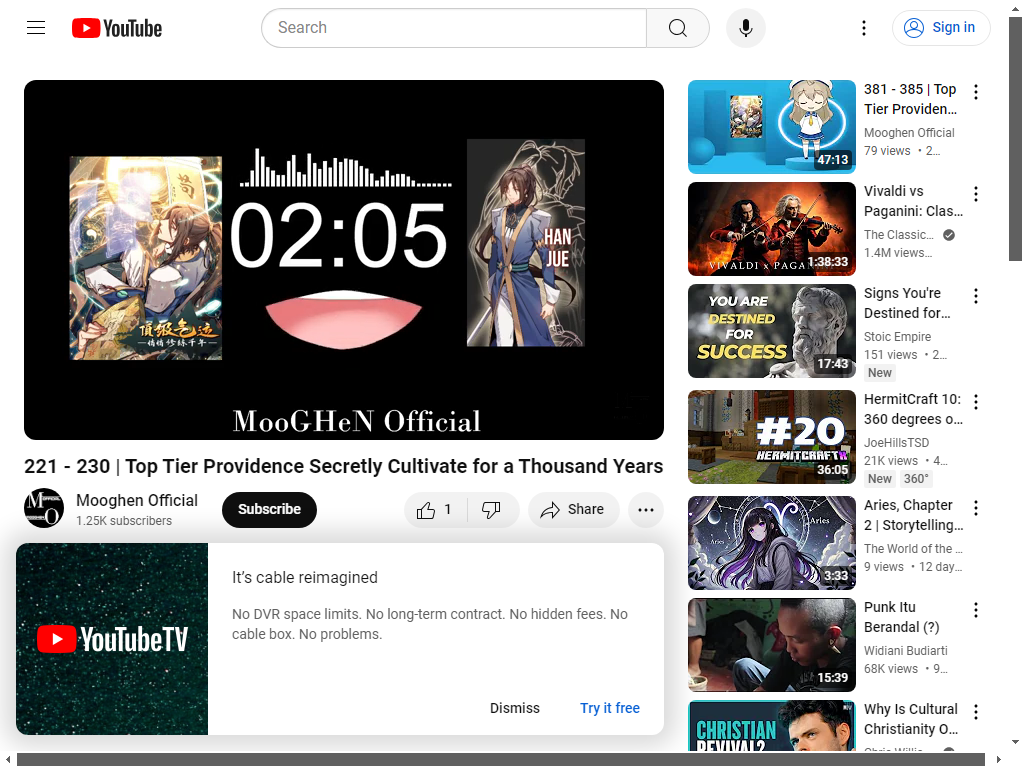 YouTube
Search
Sign in
02:05
HAN
JUE
頂級气运
悄悄修练千年
MooGHeN Official
221 - 230 | Top Tier Providence Secretly Cultivate for a Thousand Years
Mooghen Official
1.25K subscribers
Subscribe
1
Share
YouTubeTV
It’s cable reimagined
No DVR space limits. No long-term contract. No hidden fees. No
cable box. No problems.
Dismiss
Try it free
47:13
381 - 385 | Top
Tier Providen…
Mooghen Official
79 views • 2…
VIVALDI x PAGAN
1:38:33
Vivaldi vs
Paganini: Clas…
The Classic…
1.4M views…
YOU ARE
DESTINED
FOR
SUCCESS
17:43
Signs You're
Destined for…
Stoic Empire
151 views • 2…
New
#20
HERMITCRAFTR
36:05
HermitCraft 10:
360 degrees o…
JoeHillsTSD
21K views • 4…
New 360°
Aries
Aries
3:33
Aries, Chapter
2 | Storytelling…
The World of the …
9 views • 12 day…
15:39
Punk Itu
Berandal (?)
Widiani Budiarti
68K views • 9…
CHRISTIAN
REVIVAL?
Why Is Cultural
Christianity O…
Chris Willia…